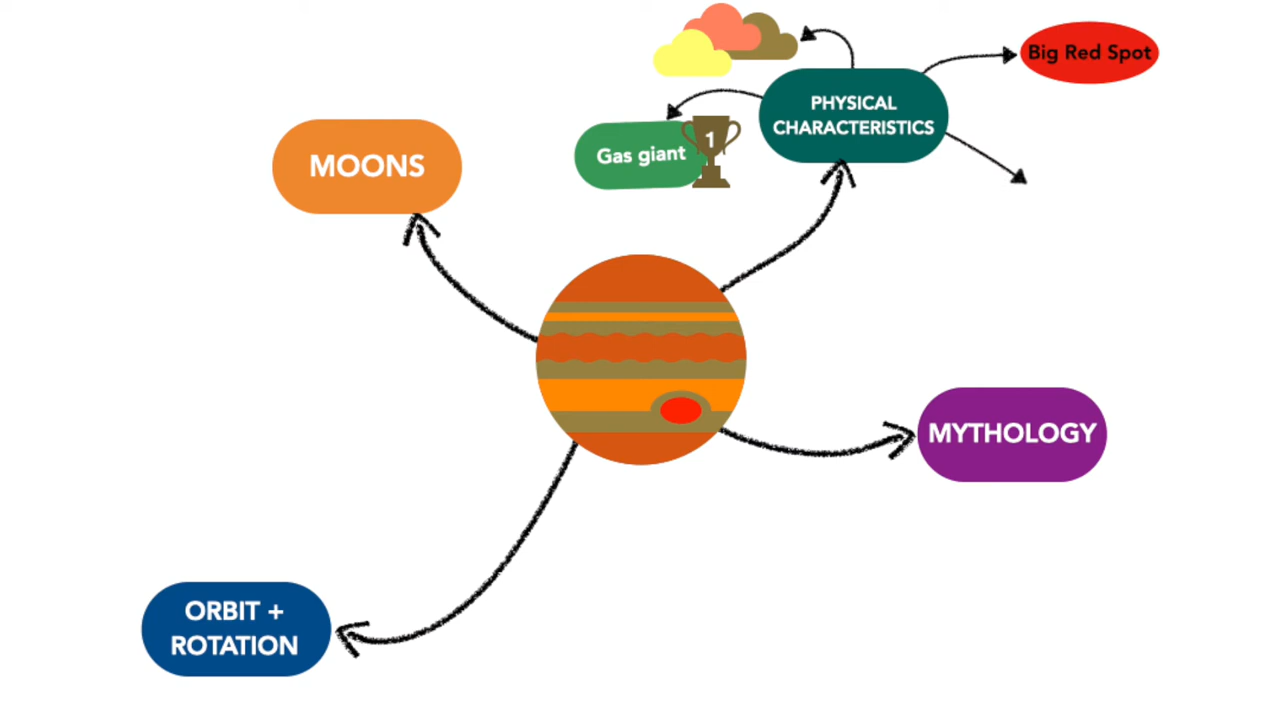 Big Red Spot
PHYSICAL
CHARACTERISTICS
1
Gas giant
MOONS
MYTHOLOGY
ORBIT +
ROTATION